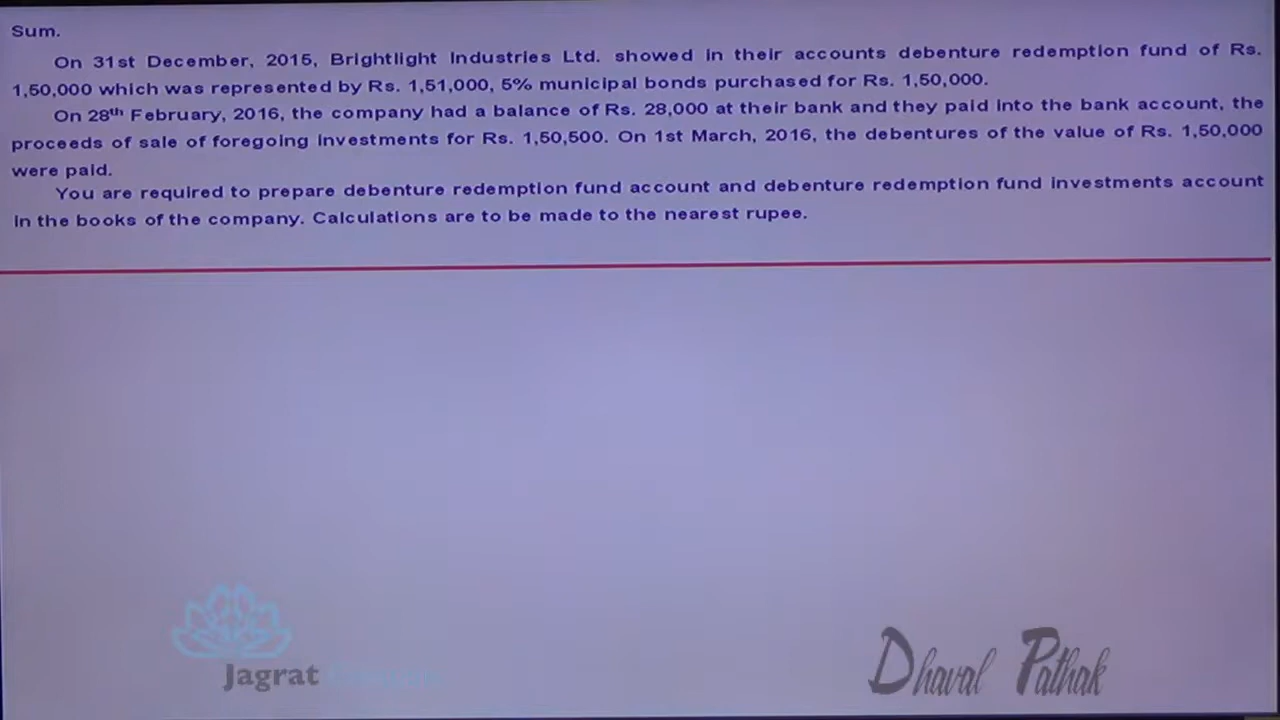 Sum.
On 31st December, 2015, Brightlight Industries Ltd. showed in their accounts debenture redemption fund of Rs.
1,50,000 which was represented by Rs. 1,51,000, 5% municipal bonds purchased for Rs. 1,50,000.
On 28th February, 2016, the company had a balance of Rs. 28,000 at their bank and they paid into the bank account, the
proceeds of sale of foregoing investments for Rs. 1,50,500. On 1st March, 2016, the debentures of the value of Rs. 1,50,000
were paid.
You are required to prepare debenture redemption fund account and debenture redemption fund investments account
in the books of the company. Calculations are to be made to the nearest rupee.
Jagrat
Dhaval Pathak